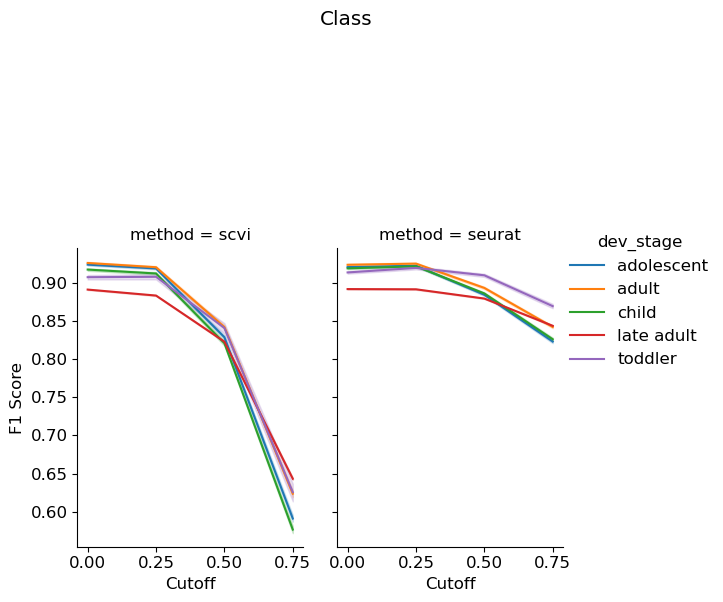 Class
method = scvi
method = seurat
dev_stage
adolescent
adult
child
late adult
toddler
F1 Score
0.90
0.85
0.80
0.75
0.70
0.65
0.60
0.00 0.25 0.50 0.75
0.00 0.25 0.50 0.75
Cutoff
Cutoff